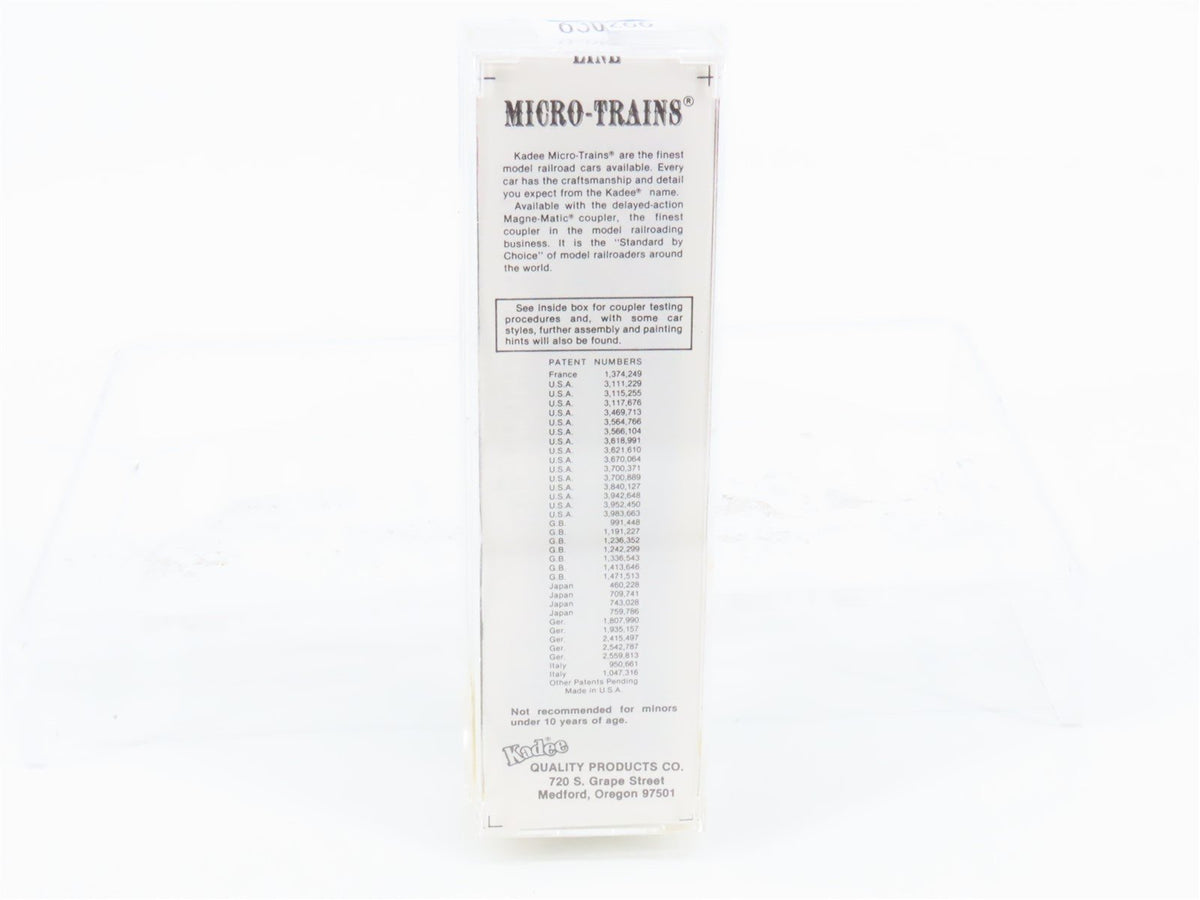 LINE
MICRO-TRAINS®
Kadee Micro-Trains® are the finest
model railroad cars available. Every
car has the craftsmanship and detail
you expect from the Kadee® name.
Available with the delayed-action
Magne-Matic® coupler, the finest
coupler in the model railroading
business. It is the "Standard by
Choice" of model railroaders around
the world.
See inside box for coupler testing
procedures and, with some car
styles, further assembly and painting
hints will also be found.
PATENT NUMBERS
France 1,374,249
U.S.A. 3,111,229
U.S.A. 3,115,255
U.S.A. 3,117,676
U.S.A. 3,469,713
U.S.A. 3,564,766
U.S.A. 3,566,104
U.S.A. 3,618,991
U.S.A. 3,621,610
U.S.A. 3,670,064
U.S.A. 3,700,371
U.S.A. 3,700,889
U.S.A. 3,840,127
U.S.A. 3,942,648
U.S.A. 3,952,450
U.S.A. 3,983,663
G.B. 991,448
G.B. 1,191,227
G.B. 1,236,352
G.B. 1,242,299
G.B. 1,336,543
G.B. 1,413,646
G.B. 1,471,513
Japan 460,228
Japan 709,741
Japan 743,028
Japan 759,786
Ger. 1,807,990
Ger. 1,935,157
Ger. 2,415,497
Ger. 2,542,787
Ger. 2,559,813
Italy 950,661
Italy 1,047,316
Other Patents Pending
Made in U.S.A.
Not recommended for minors
under 10 years of age.
Kadee®
QUALITY PRODUCTS CO.
720 S. Grape Street
Medford, Oregon 97501